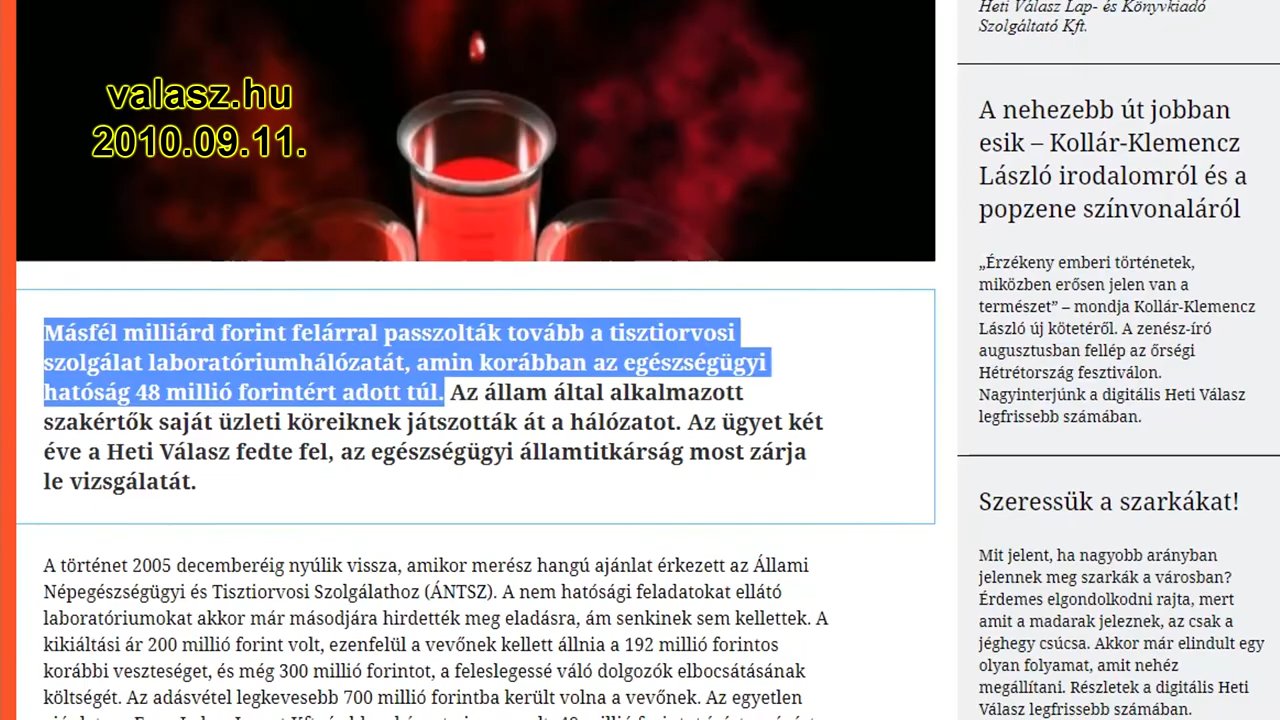 valasz.hu
2010.09.11.
Másfél milliárd forint felárral passzolták tovább a tisztiorvosi
szolgálat laboratóriumhálózatát, amin korábban az egészségügyi
hatóság 48 millió forintért adott túl. Az állam által alkalmazott
szakértők saját üzleti köreiknek játszották át a hálózatot. Az ügyet két
éve a Heti Válasz fedte fel, az egészségügyi államtitkárság most zárja
le vizsgálatát.
A történet 2005 decemberéig nyúlik vissza, amikor merész hangú ajánlat érkezett az Állami
Népegészségügyi és Tisztiorvosi Szolgálathoz (ÁNTSZ). A nem hatósági feladatokat ellátó
laboratóriumokat akkor már másodjára hirdették meg eladásra, ám senkinek sem kellettek. A
kikiáltási ár 200 millió forint volt, ezenfelül a vevőnek kellett állnia a 192 millió forintos
korábbi veszteséget, és még 300 millió forintot, a feleslegessé váló dolgozók elbocsátásának
költségét. Az adásvétel legkevesebb 700 millió forintba került volna a vevőnek. Az egyetlen
Heti Válasz Lap- és Könyvkiadó
Szolgáltató Kft.
A nehezebb út jobban
esik – Kollár-Klemencz
László irodalomról és a
popzene színvonaláról
„Érzékeny emberi történetek,
miközben erősen jelen van a
természet” – mondja Kollár-Klemencz
László új kötetéről. A zenész-író
augusztusban fellép az őrségi
Hétrétország fesztiválon.
Nagyinterjúnk a digitális Heti Válasz
legfrissebb számában.
Szeressük a szarkákat!
Mit jelent, ha nagyobb arányban
jelennek meg szarkák a városban?
Érdemes elgondolkodni rajta, mert
amit a madarak jeleznek, az csak a
jéghegy csúcsa. Akkor már elindult egy
olyan folyamat, amit nehéz
megállítani. Részletek a digitális Heti
Válasz legfrissebb számában.